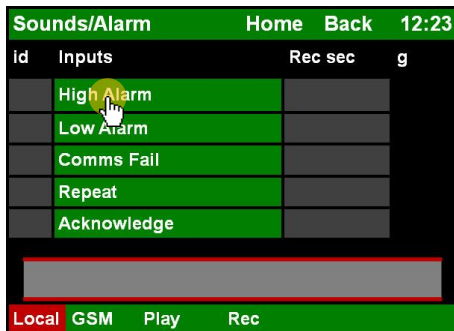 Sounds/Alarm Home Back 12:23
id Inputs Rec sec g
High Alarm
Low Alarm
Comms Fail
Repeat
Acknowledge
Local GSM Play Rec